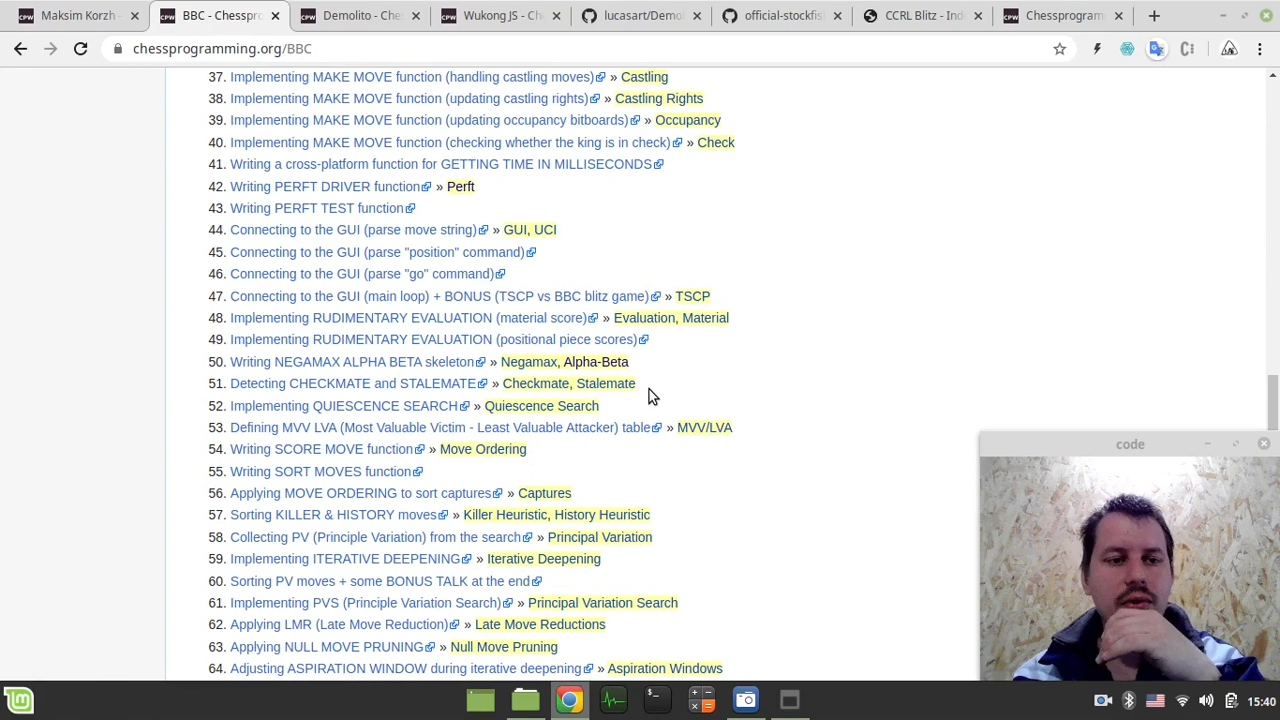 Maksim Korzh –
BBC - Chesspro
Demolito - Che
Wukong JS - Ch
lucasart/Demo
official-stockfis
CCRL Blitz - Ind
Chessprogram
chessprogramming.org/BBC
37. Implementing MAKE MOVE function (handling castling moves) » Castling
38. Implementing MAKE MOVE function (updating castling rights) » Castling Rights
39. Implementing MAKE MOVE function (updating occupancy bitboards) » Occupancy
40. Implementing MAKE MOVE function (checking whether the king is in check) » Check
41. Writing a cross-platform function for GETTING TIME IN MILLISECONDS
42. Writing PERFT DRIVER function » Perft
43. Writing PERFT TEST function
44. Connecting to the GUI (parse move string) » GUI, UCI
45. Connecting to the GUI (parse "position" command)
46. Connecting to the GUI (parse "go" command)
47. Connecting to the GUI (main loop) + BONUS (TSCP vs BBC blitz game) » TSCP
48. Implementing RUDIMENTARY EVALUATION (material score) » Evaluation, Material
49. Implementing RUDIMENTARY EVALUATION (positional piece scores)
50. Writing NEGAMAX ALPHA BETA skeleton » Negamax, Alpha-Beta
51. Detecting CHECKMATE and STALEMATE » Checkmate, Stalemate
52. Implementing QUIESCENCE SEARCH » Quiescence Search
53. Defining MVV LVA (Most Valuable Victim - Least Valuable Attacker) table » MVV/LVA
54. Writing SCORE MOVE function » Move Ordering
55. Writing SORT MOVES function
56. Applying MOVE ORDERING to sort captures » Captures
57. Sorting KILLER & HISTORY moves » Killer Heuristic, History Heuristic
58. Collecting PV (Principle Variation) from the search » Principal Variation
59. Implementing ITERATIVE DEEPENING » Iterative Deepening
60. Sorting PV moves + some BONUS TALK at the end
61. Implementing PVS (Principle Variation Search) » Principal Variation Search
62. Applying LMR (Late Move Reduction) » Late Move Reductions
63. Applying NULL MOVE PRUNING » Null Move Pruning
64. Adjusting ASPIRATION WINDOW during iterative deepening » Aspiration Windows
code
15:40